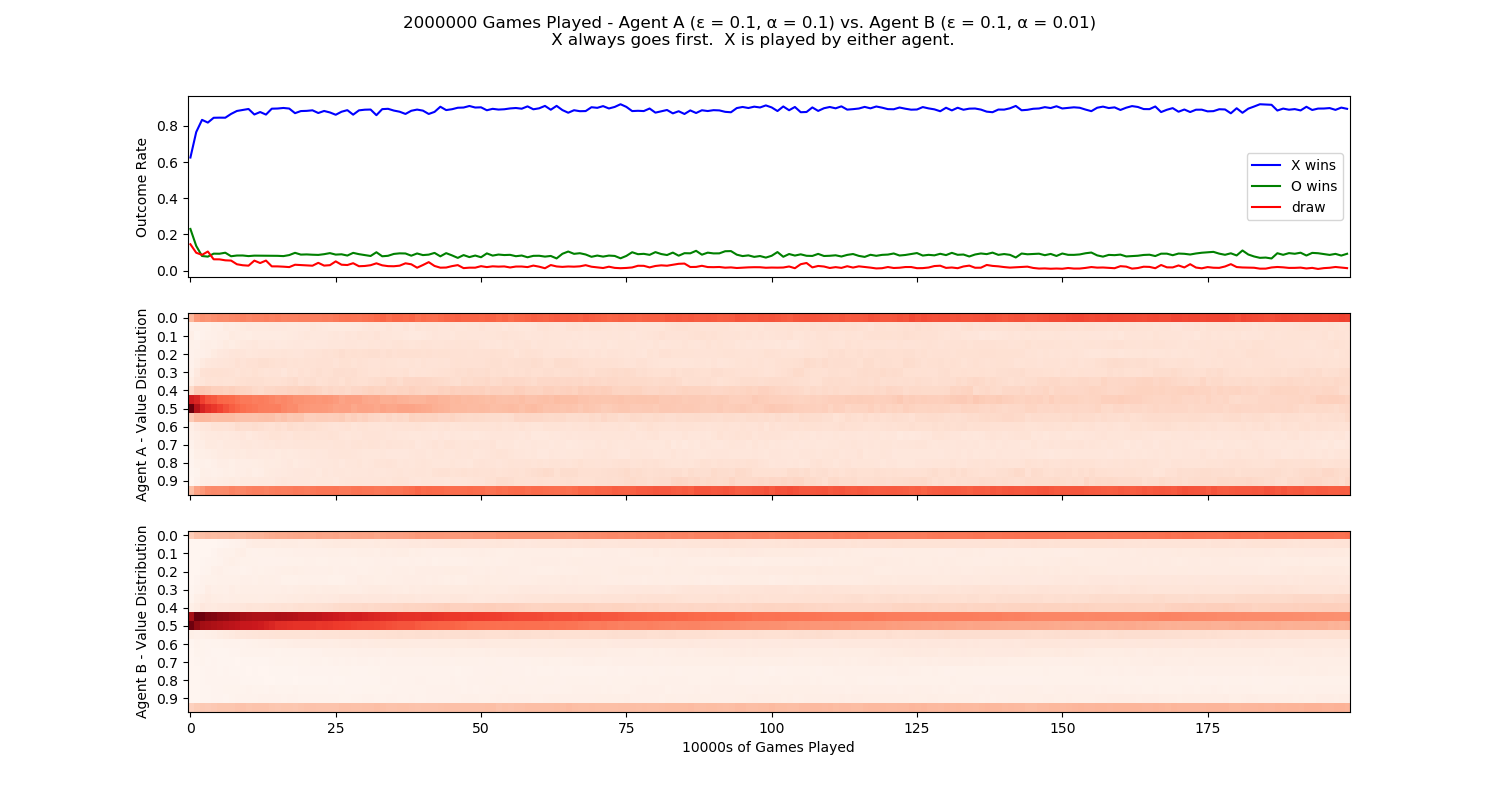 2000000 Games Played - Agent A (ε = 0.1, α = 0.1) vs. Agent B (ε = 0.1, α = 0.01)
X always goes first.  X is played by either agent.
Outcome Rate
0.8
0.6
0.4
0.2
0.0
X wins
O wins
draw
Agent A - Value Distribution
0.0
0.1
0.2
0.3
0.4
0.5
0.6
0.7
0.8
0.9
Agent B - Value Distribution
0.0
0.1
0.2
0.3
0.4
0.5
0.6
0.7
0.8
0.9
0 25 50 75 100 125 150 175
10000s of Games Played